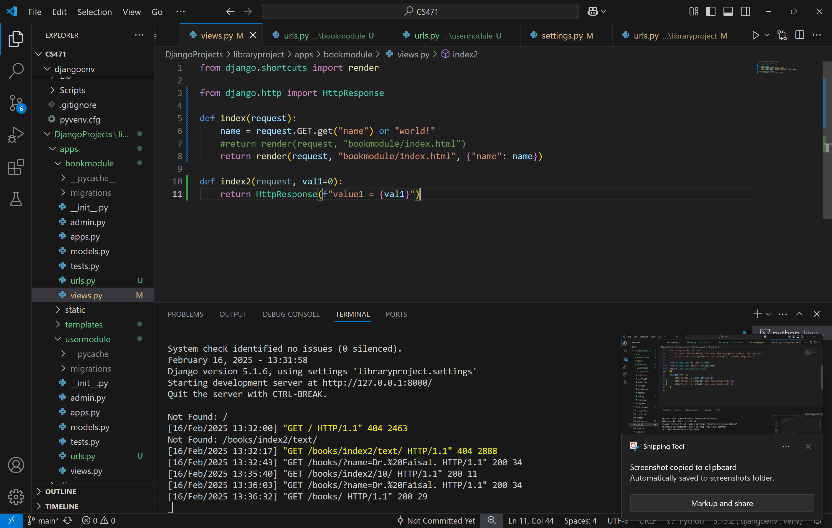 File Edit Selection View Go ··· CS471
EXPLORER
CS471
djangoenv
Scripts
.gitignore
pyvenv.cfg
DjangoProjects \ li...
apps
bookmodule
__pycache__
migrations
__init__.py
admin.py
apps.py
models.py
tests.py
urls.py U
views.py M
static
templates
usermodule
__pycache__
migrations
__init__.py
admin.py
apps.py
models.py
tests.py
urls.py U
views.py
OUTLINE
TIMELINE
views.py M
urls.py ...\bookmodule U
urls.py ...\usermodule U
settings.py M
urls.py ...\libraryproject M
DjangoProjects > libraryproject > apps > bookmodule > views.py > index2
1 from django.shortcuts import render
2
3 from django.http import HttpResponse
4
5 def index(request):
6 name = request.GET.get("name") or "world!"
7 #return render(request, "bookmodule/index.html")
8 return render(request, "bookmodule/index.html", {"name": name})
9
10 def index2(request, val1=0):
11 return HttpResponse(f"value1 = {val1}")
PROBLEMS OUTPUT DEBUG CONSOLE TERMINAL PORTS
System check identified no issues (0 silenced).
February 16, 2025 - 13:31:58
Django version 5.1.6, using settings 'libraryproject.settings'
Starting development server at http://127.0.0.1:8000/
Quit the server with CTRL-BREAK.
Not Found: /
[16/Feb/2025 13:32:00] "GET / HTTP/1.1" 404 2463
Not Found: /books/index2/text/
[16/Feb/2025 13:32:17] "GET /books/index2/text/ HTTP/1.1" 404 2888
[16/Feb/2025 13:32:43] "GET /books/?name=Dr.%20Faisal. HTTP/1.1" 200 34
[16/Feb/2025 13:35:40] "GET /books/index2/10/ HTTP/1.1" 200 11
[16/Feb/2025 13:36:03] "GET /books/?name=Dr.%20Faisal. HTTP/1.1" 200 34
[16/Feb/2025 13:36:32] "GET /books/ HTTP/1.1" 200 29
Snipping Tool
Screenshot copied to clipboard
Automatically saved to screenshots folder.
Markup and share
main* 0 0 Not Committed Yet Ln 11, Col 44 Spaces: 4